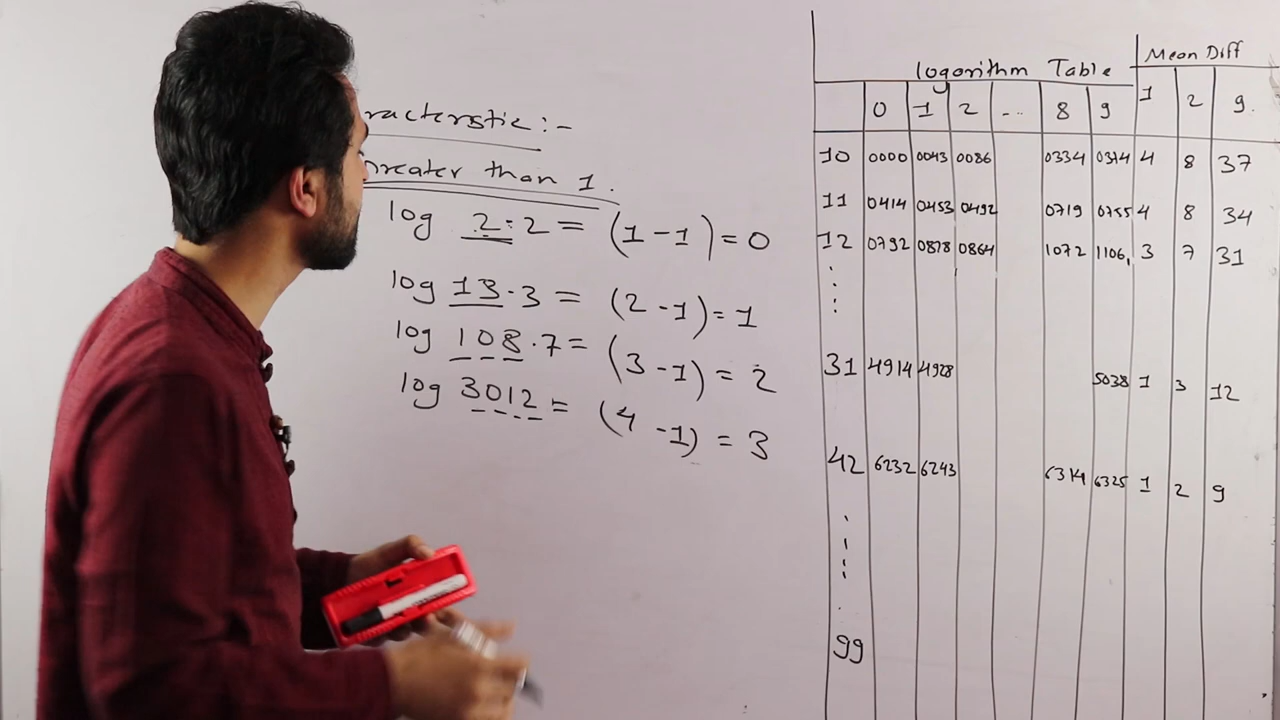 racterstic:-
reater than 1.
log 2.2 = (1-1) = 0
log 13.3 = (2-1) = 1
log 108.7 = (3-1) = 2
log 3012 = (4-1) = 3
logorithm Table Mean Diff
0 1 2 ... 8 9 1 2 9
10 0000 0043 0086 0334 0374 4 8 37
11 0414 0453 0492 0719 0755 4 8 34
12 0792 0828 0864 1072 1106 3 7 31
31 4914 4928 5038 1 3 12
42 6232 6243 6314 6325 1 2 9
99